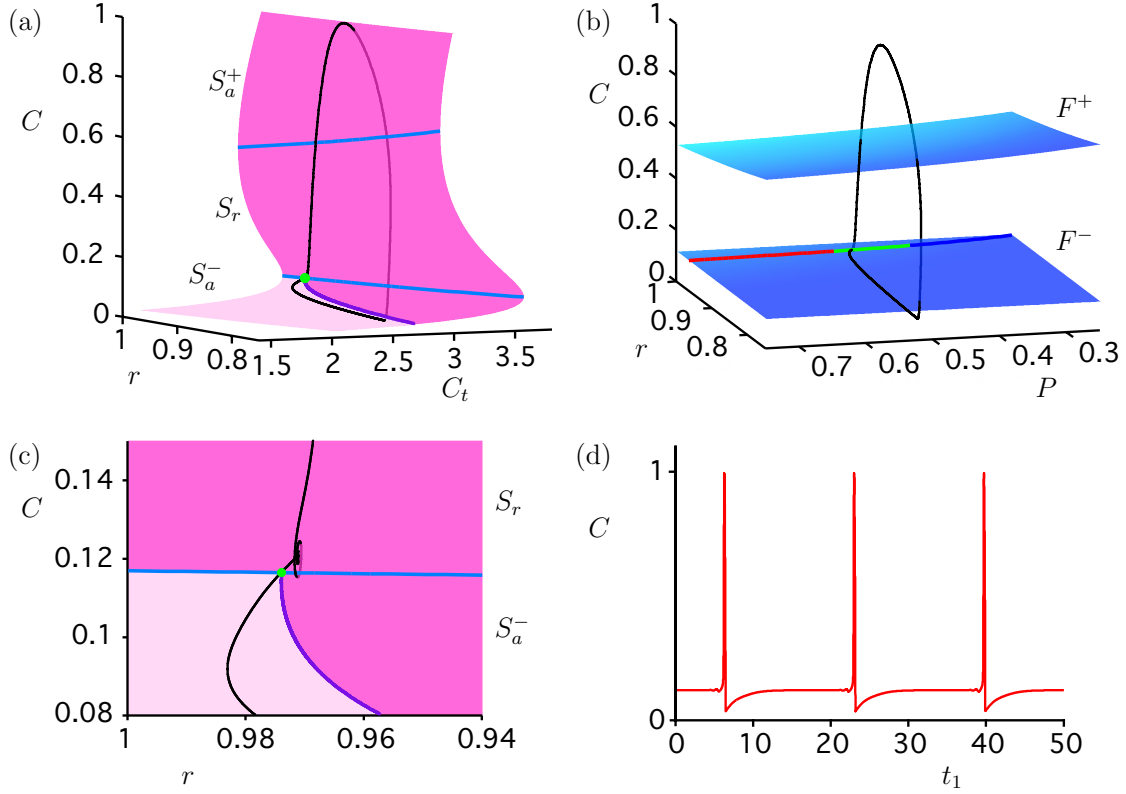 (a)
1
0.8
0.6
0.4
0.2
0
C
S_a^+
S_r
S_a^-
1
0.9
0.8
r
1.5
2
2.5
3
3.5
C_t
(b)
1
0.8
0.6
0.4
0.2
0
C
F^+
F^-
1
0.9
0.8
r
0.7
0.6
0.5
0.4
0.3
P
(c)
0.14
0.12
0.1
0.08
C
S_r
S_a^-
1
0.98
0.96
0.94
r
(d)
1
0
C
0
10
20
30
40
50
t_1